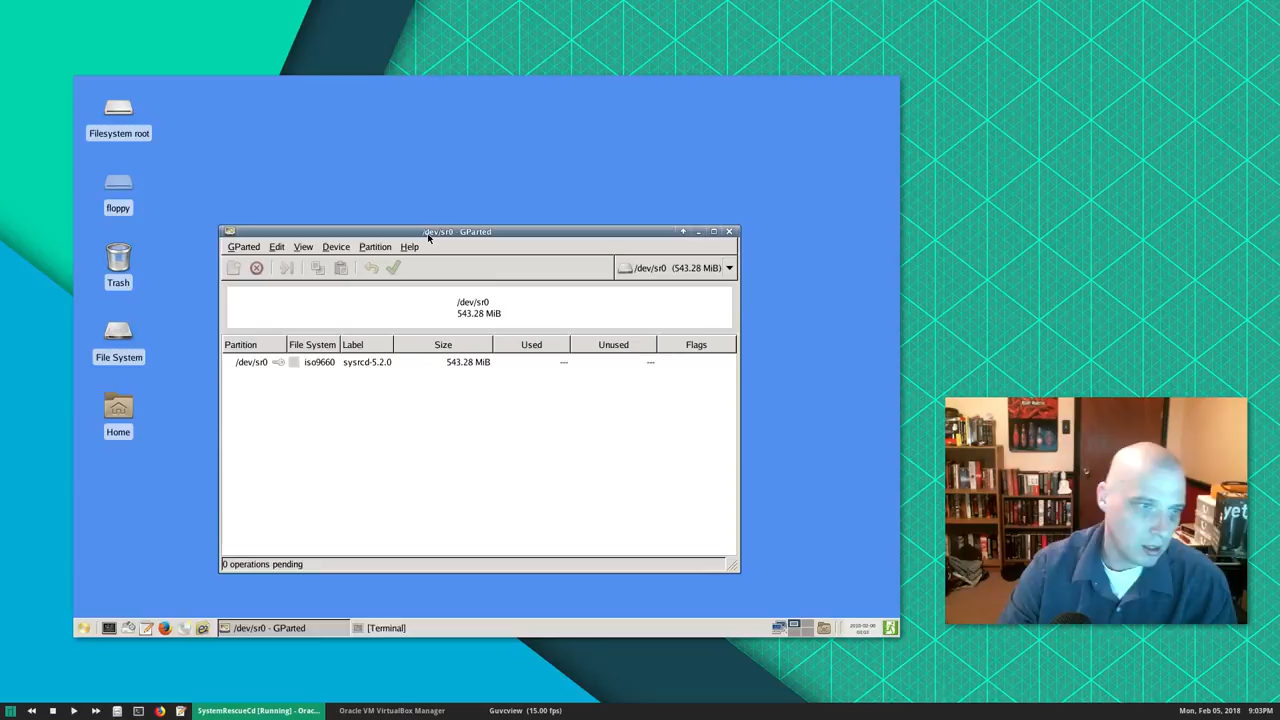 Filesystem root
floppy
Trash
File System
Home
/dev/sr0 - GParted
GParted Edit View Device Partition Help
/dev/sr0 (543.28 MiB)
/dev/sr0
543.28 MiB
Partition File System Label Size Used Unused Flags
/dev/sr0 iso9660 sysrcd-5.2.0 543.28 MiB --- ---
0 operations pending
/dev/sr0 - GParted [Terminal]
yet
SystemRescueCd [Running] - Orac... Oracle VM VirtualBox Manager Guvcview (15.00 fps) Mon, Feb 05, 2018 9:03PM